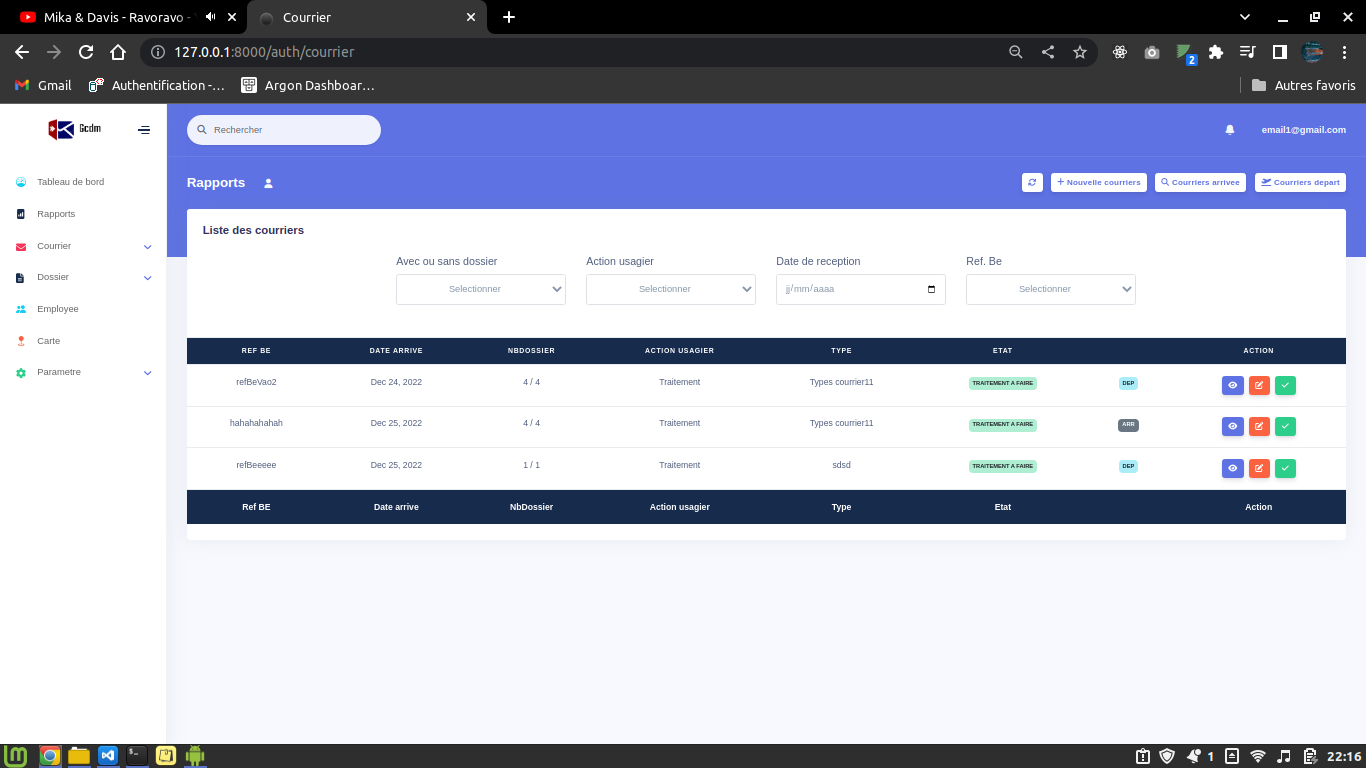 Mika & Davis - Ravoravo -
Courrier
127.0.0.1:8000/auth/courrier
2
Gmail
Authentification -...
Argon Dashboar...
Autres favoris
Gcdm
Rechercher
email1@gmail.com
Tableau de bord
Rapports
Courrier
Dossier
Employee
Carte
Parametre
Rapports
Nouvelle courriers
Courriers arrivee
Courriers depart
Liste des courriers
Avec ou sans dossier
Action usagier
Date de reception
Ref. Be
Selectionner
Selectionner
jj/mm/aaaa
Selectionner
REF BE DATE ARRIVE NBDOSSIER ACTION USAGIER TYPE ETAT ACTION
refBeVao2 Dec 24, 2022 4 / 4 Traitement Types courrier11 TRAITEMENT A FAIRE DEP
hahahahahah Dec 25, 2022 4 / 4 Traitement Types courrier11 TRAITEMENT A FAIRE ARR
refBeeeee Dec 25, 2022 1 / 1 Traitement sdsd TRAITEMENT A FAIRE DEP
Ref BE Date arrive NbDossier Action usagier Type Etat Action
1
22:16